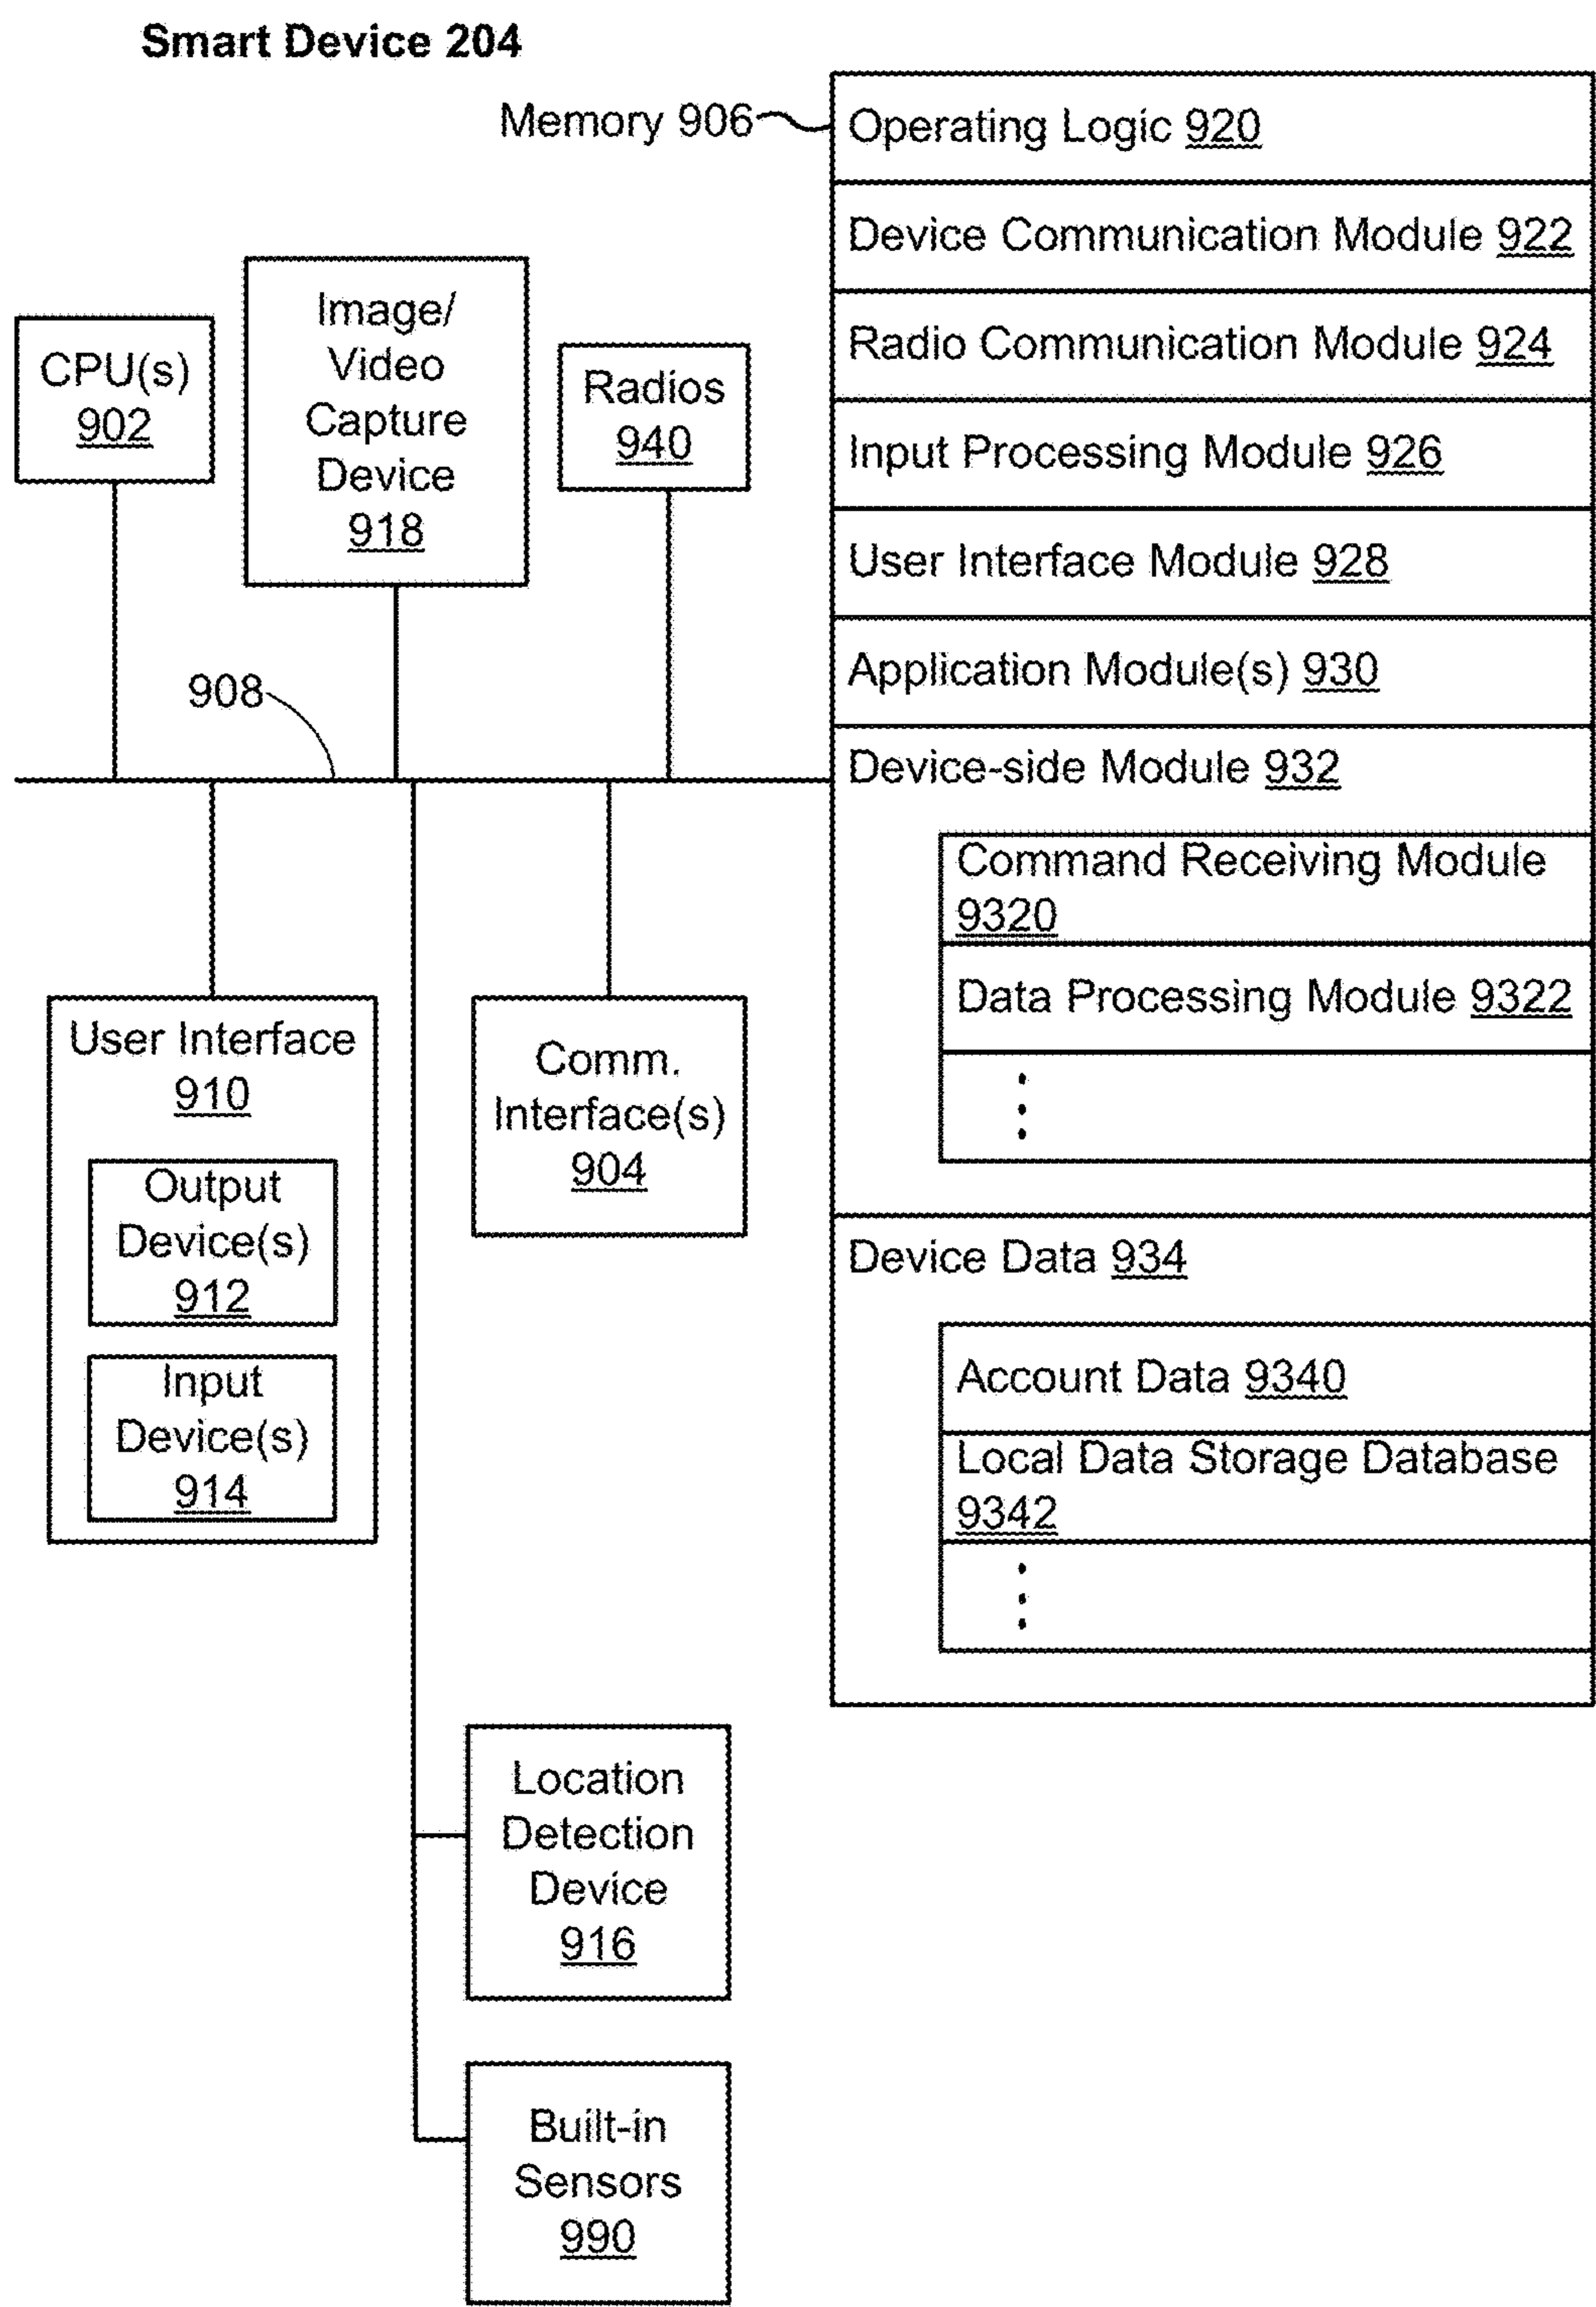 Smart Device 204
Memory 906
Operating Logic 920
Device Communication Module 922
Radio Communication Module 924
Input Processing Module 926
User Interface Module 928
Application Module(s) 930
Device-side Module 932
Command Receiving Module
9320
Data Processing Module 9322
Device Data 934
Account Data 9340
Local Data Storage Database
9342
CPU(s)
902
Image/
Video
Capture
Device
918
Radios
940
908
User Interface
910
Output
Device(s)
912
Input
Device(s)
914
Comm.
Interface(s)
904
Location
Detection
Device
916
Built-in
Sensors
990